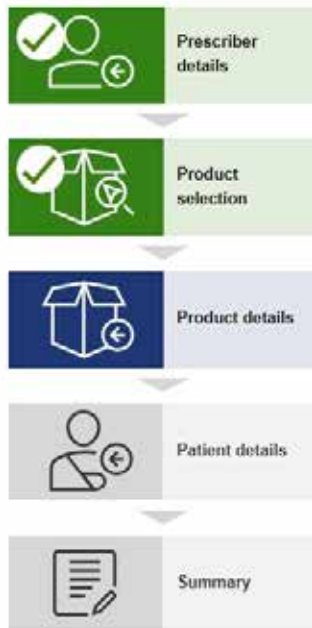 Prescriber
details
Product
selection
Product details
Patient details
Summary